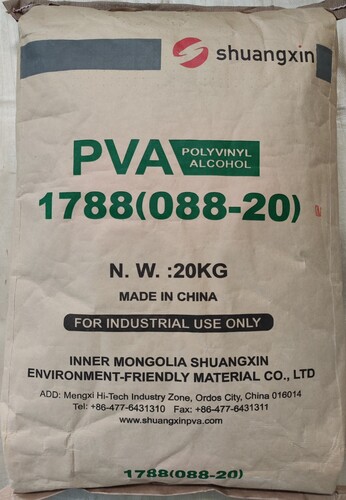 shuangxin
PVA POLYVINYL ALCOHOL
1788(088-20)
N. W. :20KG
MADE IN CHINA
FOR INDUSTRIAL USE ONLY
INNER MONGOLIA SHUANGXIN
ENVIRONMENT-FRIENDLY MATERIAL CO., LTD
ADD: Mengxi Hi-Tech Industry Zone, Ordos City, China 016014
Tel: +86-477-6431310 Fax: +86-477-6431311
www.shuangxinpva.com
1788(088-20)